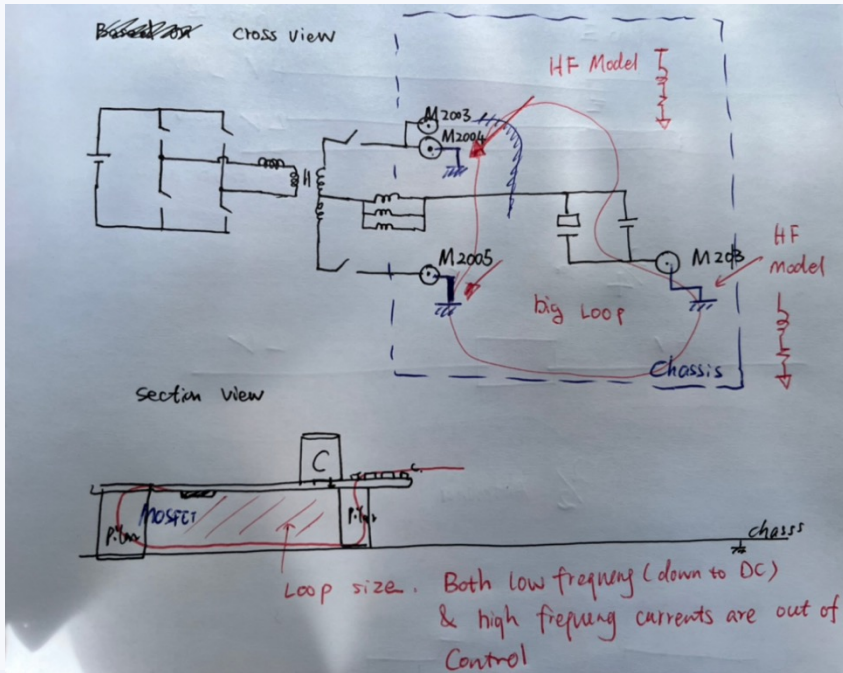 cross view
HF Model
M2003
M2004
M2005
M203
HF
model
big Loop
Chassis
section view
C
MOSFET
chasss
Loop size. Both low frequeng (down to DC)
& high frequeng currents are out of
Control